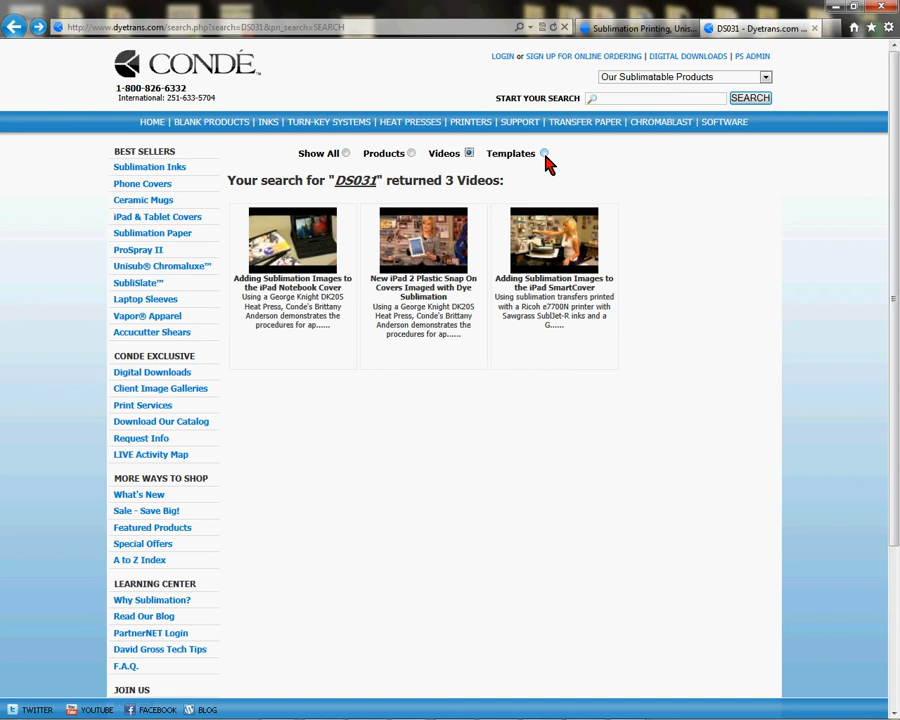 http://www.dyetrans.com/search.php?search=DS031&pn_search=SEARCH
Sublimation Printing, Unis...
DS031 - Dyetrans.com ...
CONDÉ
1-800-826-6332
International: 251-633-5704
LOGIN or SIGN UP FOR ONLINE ORDERING | DIGITAL DOWNLOADS | PS ADMIN
Our Sublimatable Products
START YOUR SEARCH
SEARCH
HOME | BLANK PRODUCTS | INKS | TURN-KEY SYSTEMS | HEAT PRESSES | PRINTERS | SUPPORT | TRANSFER PAPER | CHROMABLAST | SOFTWARE
BEST SELLERS
Sublimation Inks
Phone Covers
Ceramic Mugs
iPad & Tablet Covers
Sublimation Paper
ProSpray II
Unisub® Chromaluxe™
SubliSlate™
Laptop Sleeves
Vapor® Apparel
Accucutter Shears
CONDE EXCLUSIVE
Digital Downloads
Client Image Galleries
Print Services
Download Our Catalog
Request Info
LIVE Activity Map
MORE WAYS TO SHOP
What's New
Sale - Save Big!
Featured Products
Special Offers
A to Z Index
LEARNING CENTER
Why Sublimation?
Read Our Blog
PartnerNET Login
David Gross Tech Tips
F.A.Q.
JOIN US
Show All Products Videos Templates
Your search for "DS031" returned 3 Videos:
Adding Sublimation Images to
the iPad Notebook Cover
Using a George Knight DK20S
Heat Press, Conde's Brittany
Anderson demonstrates the
procedures for ap......
New iPad 2 Plastic Snap On
Covers Imaged with Dye
Sublimation
Using a George Knight DK20S
Heat Press, Conde's Brittany
Anderson demonstrates the
procedures for ap......
Adding Sublimation Images to
the iPad SmartCover
Using sublimation transfers printed
with a Ricoh e7700N printer with
Sawgrass SublJet-R inks and a
G......
TWITTER YOUTUBE FACEBOOK BLOG